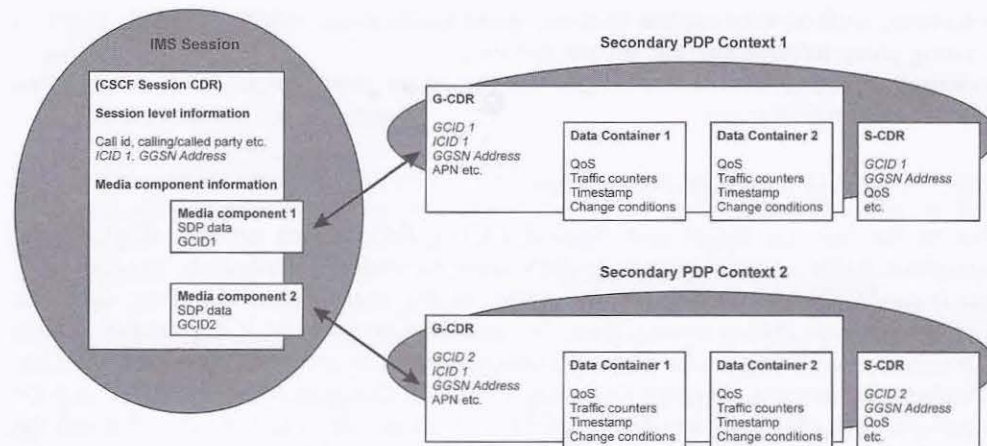 IMS Session
(CSCF Session CDR)
Session level information
Call id, calling/called party etc.
ICID 1, GGSN Address
Media component information
Media component 1
SDP data
GCID1
Media component 2
SDP data
GCID2
Secondary PDP Context 1
G-CDR
GCID 1
ICID 1
GGSN Address
APN etc.
Data Container 1
QoS
Traffic counters
Timestamp
Change conditions
Data Container 2
QoS
Traffic counters
Timestamp
Change conditions
S-CDR
GCID 1
GGSN Address
QoS
etc.
Secondary PDP Context 2
G-CDR
GCID 2
ICID 1
GGSN Address
APN etc.
Data Container 1
QoS
Traffic counters
Timestamp
Change conditions
Data Container 2
QoS
Traffic counters
Timestamp
Change conditions
S-CDR
GCID 2
GGSN Address
QoS
etc.